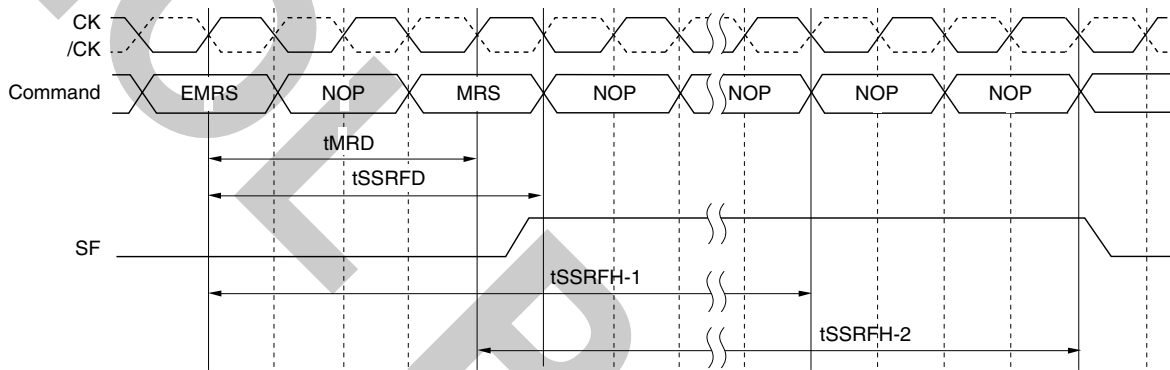 CK
/CK
Command EMRS NOP MRS NOP NOP NOP NOP
tMRD
tSSRFD
SF
tSSRFH-1
tSSRFH-2